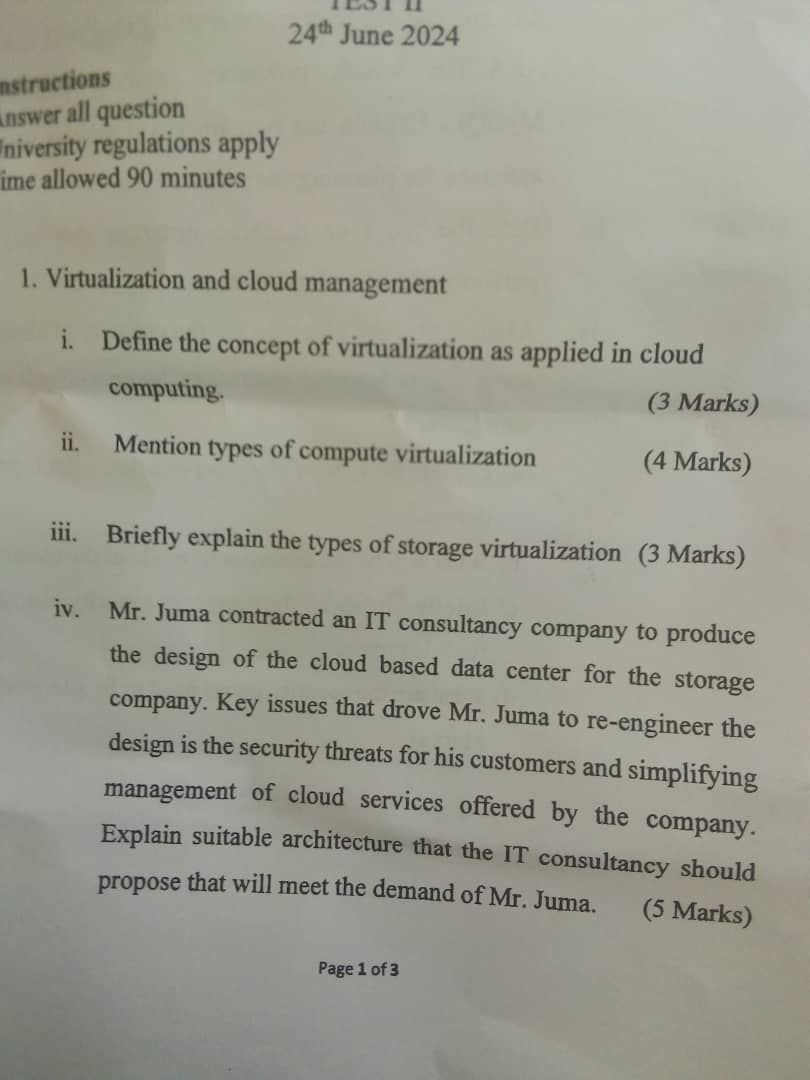 TEST II
24th June 2024
nstructions
Answer all question
University regulations apply
ime allowed 90 minutes
1. Virtualization and cloud management
i. Define the concept of virtualization as applied in cloud
computing. (3 Marks)
ii. Mention types of compute virtualization (4 Marks)
iii. Briefly explain the types of storage virtualization (3 Marks)
iv. Mr. Juma contracted an IT consultancy company to produce
the design of the cloud based data center for the storage
company. Key issues that drove Mr. Juma to re-engineer the
design is the security threats for his customers and simplifying
management of cloud services offered by the company.
Explain suitable architecture that the IT consultancy should
propose that will meet the demand of Mr. Juma. (5 Marks)
Page 1 of 3